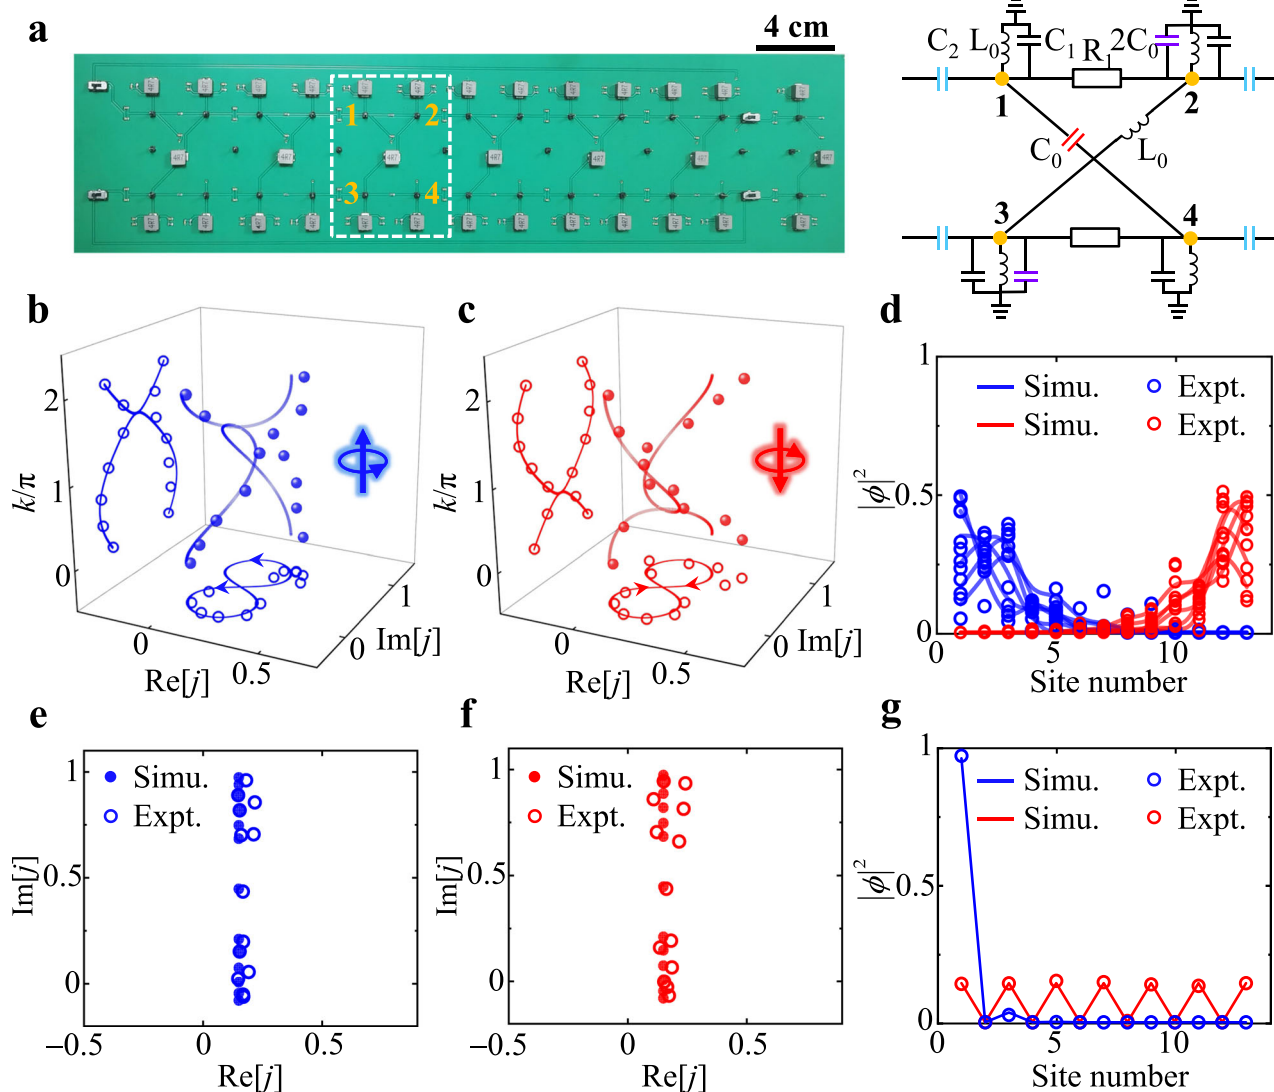 a
4 cm
1 2
3 4
C₂ L₀ C₁ R₁ 2C₀
1 2
C₀ L₀
3 4
b
k/π
2
1
0
0
0.5
Re[j]
0
1
Im[j]
c
k/π
2
1
0
0
0.5
Re[j]
0
1
Im[j]
d
1
Simu. Expt.
Simu. Expt.
|ϕ|²
0.5
0
0 5 10
Site number
e
1
Simu.
Expt.
Im[j]
0.5
0
−0.5 0 0.5
Re[j]
f
1
Simu.
Expt.
Im[j]
0.5
0
−0.5 0 0.5
Re[j]
g
1
Simu. Expt.
Simu. Expt.
|ϕ|²
0.5
0
0 5 10
Site number